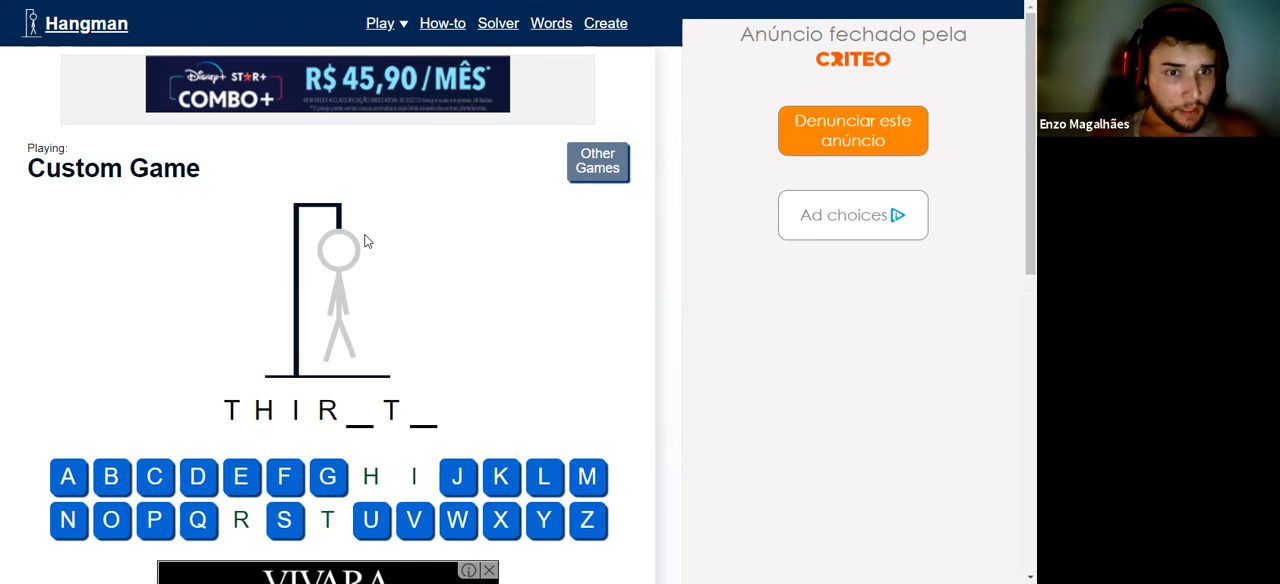 Hangman
Play ▼ How-to Solver Words Create
Disney+ STAR+
COMBO+
R$ 45,90/MÊS*
Playing:
Custom Game
Other
Games
T H I R _ T _
A B C D E F G H I J K L M
N O P Q R S T U V W X Y Z
VIVARA
Anúncio fechado pela
CRITEO
Denunciar este
anúncio
Ad choices
Enzo Magalhães